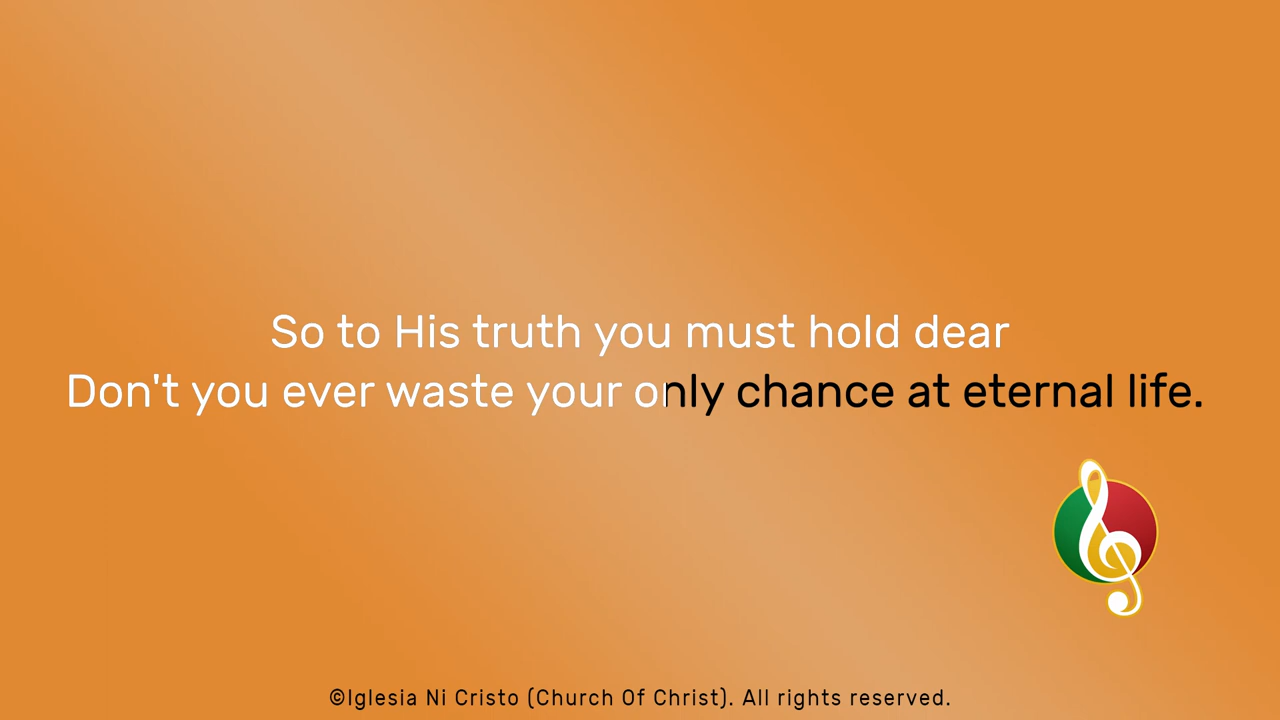 So to His truth you must hold dear
Don't you ever waste your only chance at eternal life.
©Iglesia Ni Cristo (Church Of Christ). All rights reserved.